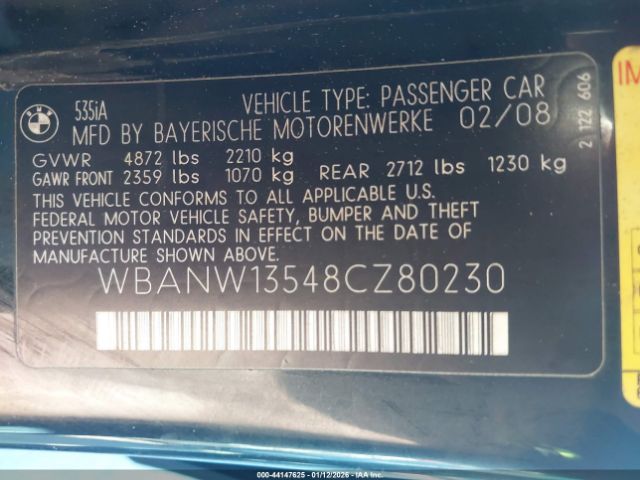 BMW
535iA
VEHICLE TYPE: PASSENGER CAR
MFD BY BAYERISCHE MOTORENWERKE 02/08
GVWR 4872 lbs 2210 kg
GAWR FRONT 2359 lbs 1070 kg REAR 2712 lbs 1230 kg
THIS VEHICLE CONFORMS TO ALL APPLICABLE U.S.
FEDERAL MOTOR VEHICLE SAFETY, BUMPER AND THEFT
PREVENTION STANDARDS IN EFFECT ON THE DATE OF
MANUFACTURE SHOWN ABOVE.
WBANW13548CZ80230
2 122 606
IM
000-44147625 - 01/12/2026 - IAA, Inc.